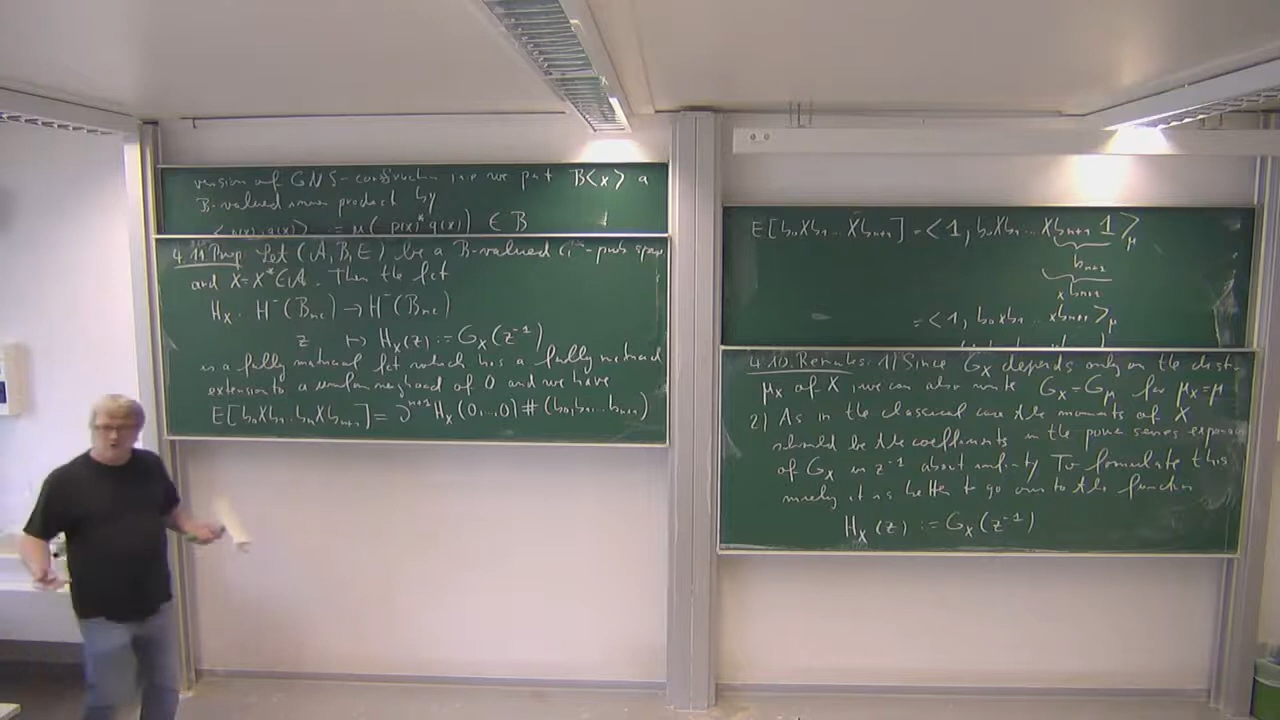 version of GNS-construction, i.e. we put B<x> a
B-valued inner product by
<p(x), q(x)> := μ(p(x)* q(x)) ∈ B
4.11 Prop. Let (A, B, E) be a B-valued C*-prob space
and X=X*∈A. Then the fct
H_X : H⁻(B_nc) → H⁻(B_nc)
z ↦ H_X(z) := G_X(z⁻¹)
is a fully matricial fct which has a fully matricial
extension to a uniform neighbood of 0 and we have
E[b₀Xb₁..b_nXb_{n+1}] = ∂^{n+1} H_X(0,...,0) # (b₀,b₁,...b_{n+1})
E[b₀Xb₁...Xb_{n+1}] = <1, b₀Xb₁... Xb_{n+1} 1>_μ
b_{n+1}
x b_{n+1}
= <1, b₀xb₁... xb_{n+1}>_μ
4.10. Remarks: 1) Since G_X depends only on the distr.
μ_X of X, we can also write G_X = G_μ for μ_X=μ
2) As in the classical case the moments of X
should be the coefficients in the power series expansion
of G_X in z⁻¹ about infinity. To formulate this
nicely it is better to go over to the function
H_X(z) := G_X(z⁻¹)